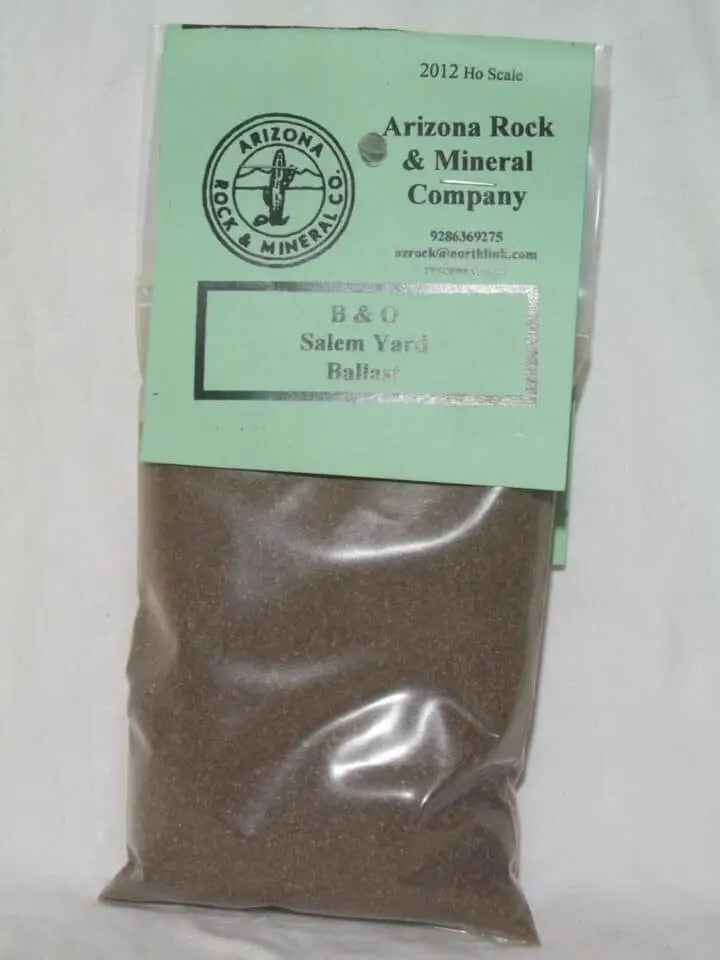 2012 Ho Scale
ARIZONA
ROCK & MINERAL CO.
Arizona Rock
& Mineral
Company
9286369275
azrock@northlink.com
B & O
Salem Yard
Ballast